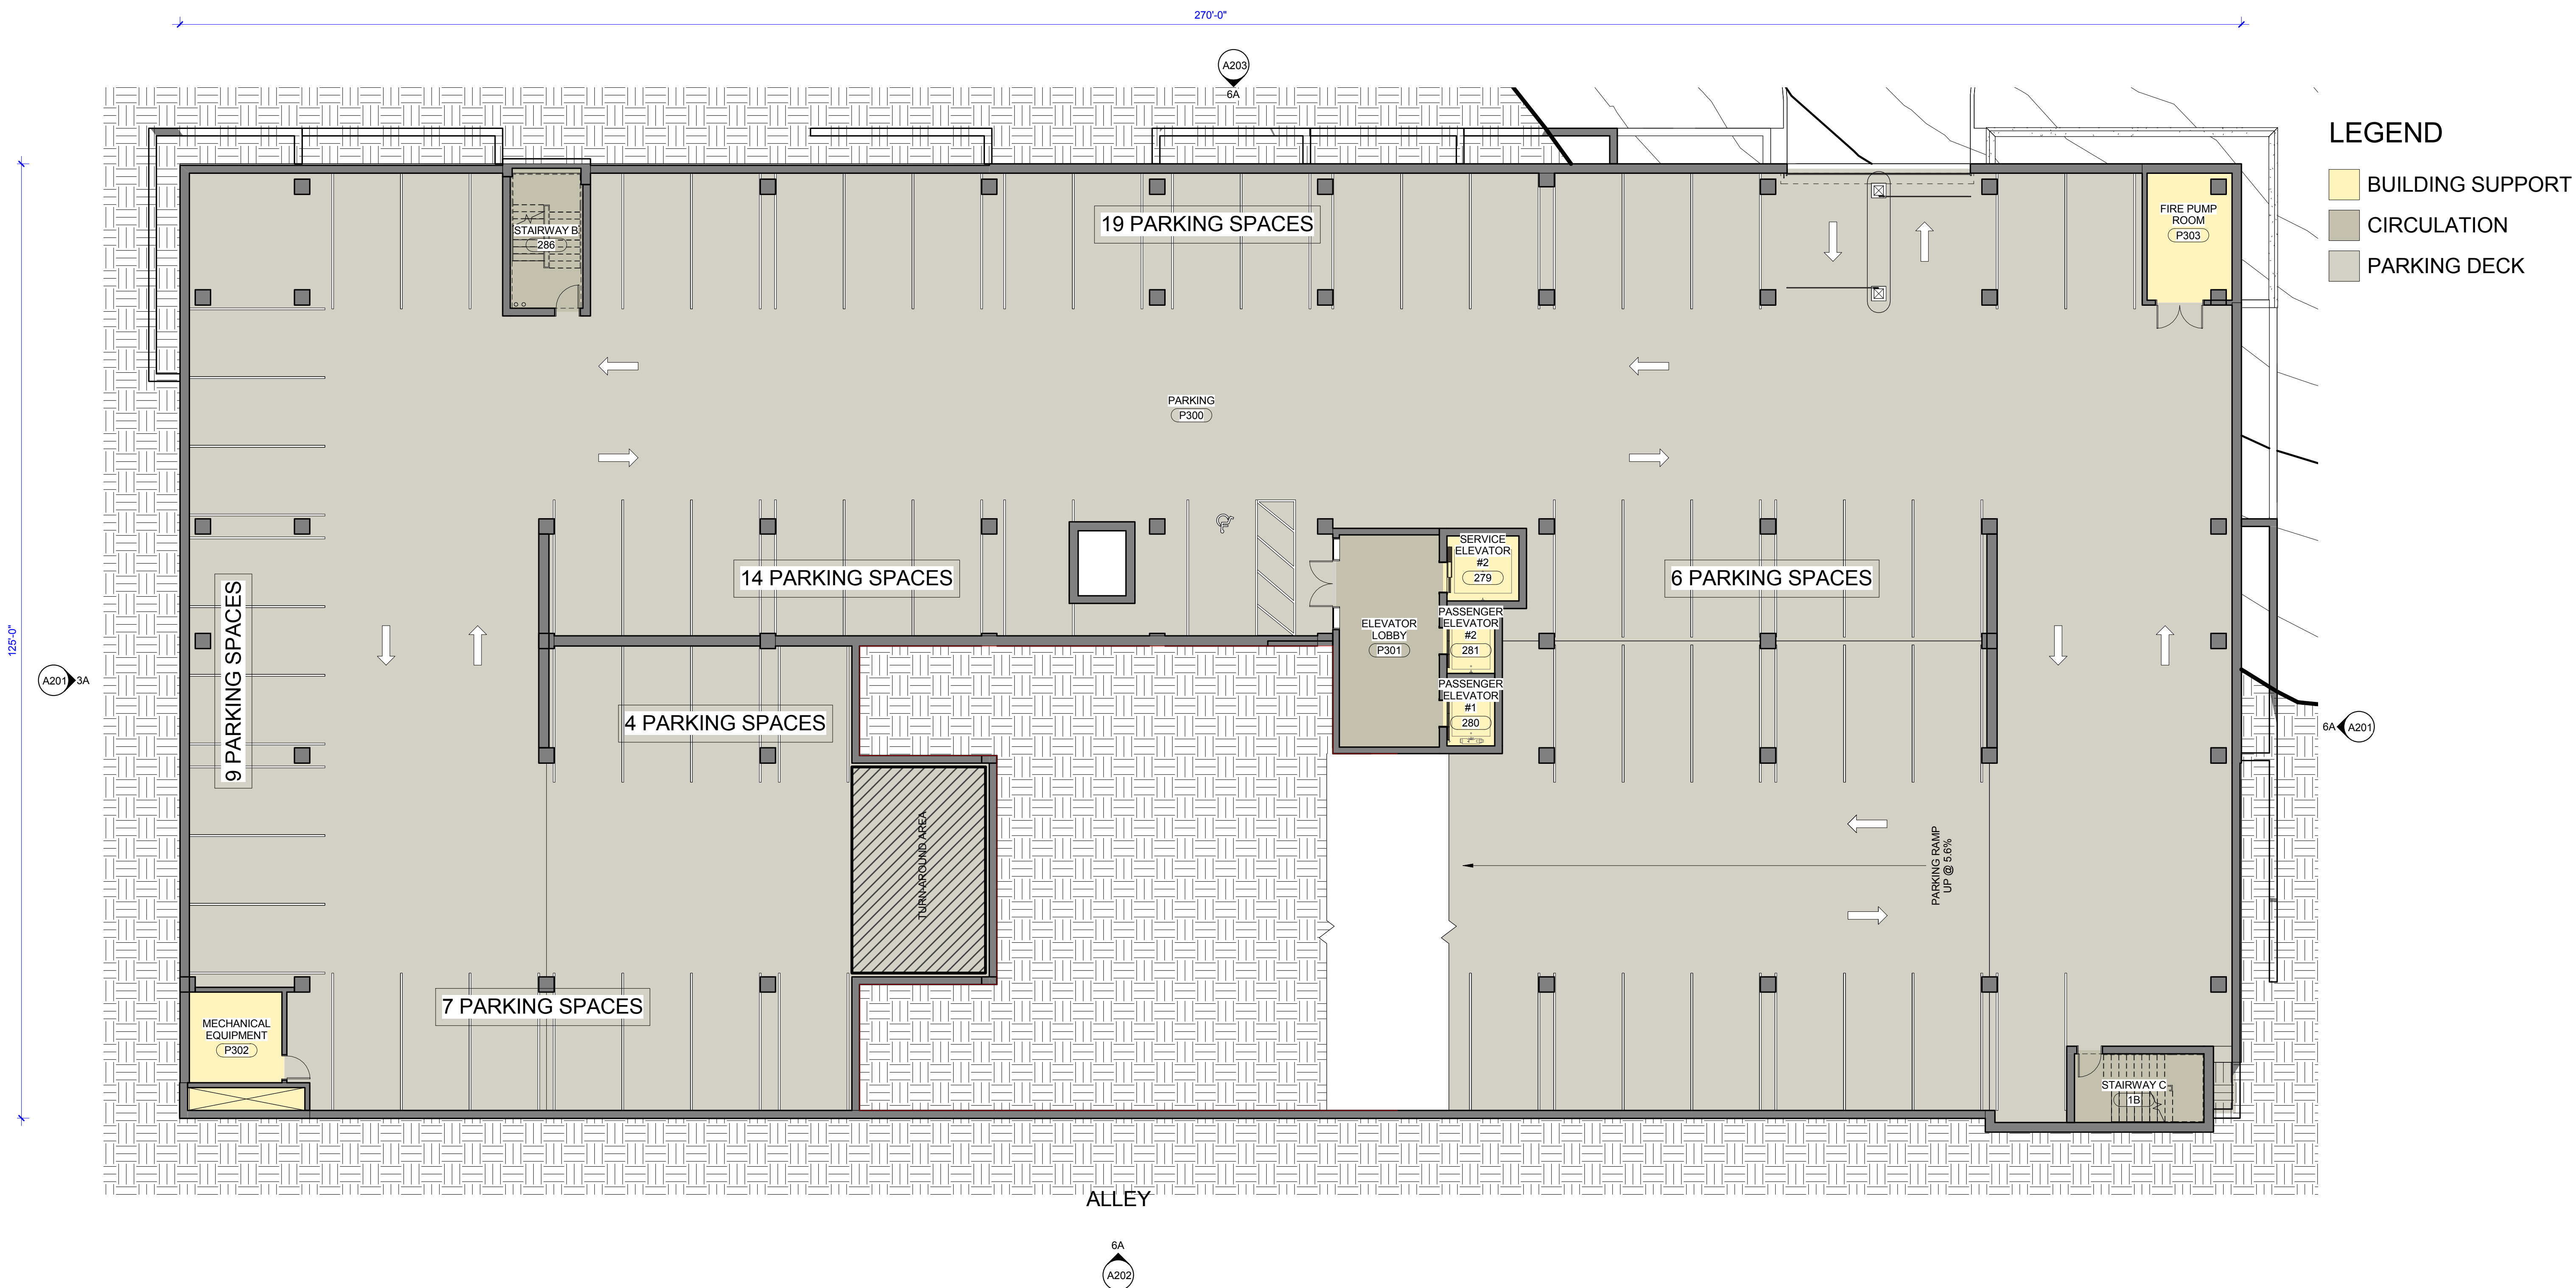 270'-0"
A203
6A
LEGEND
BUILDING SUPPORT
CIRCULATION
PARKING DECK
STAIRWAY B
286
19 PARKING SPACES
FIRE PUMP
ROOM
P303
PARKING
P300
125'-0"
9 PARKING SPACES
14 PARKING SPACES
SERVICE
ELEVATOR
#2
279
6 PARKING SPACES
ELEVATOR
LOBBY
P301
PASSENGER
ELEVATOR
#2
281
PASSENGER
ELEVATOR
#1
280
A201
3A
4 PARKING SPACES
6A
A201
TURN-AROUND AREA
PARKING RAMP
UP @ 5.6%
7 PARKING SPACES
MECHANICAL
EQUIPMENT
P302
STAIRWAY C
1B
ALLEY
6A
A202